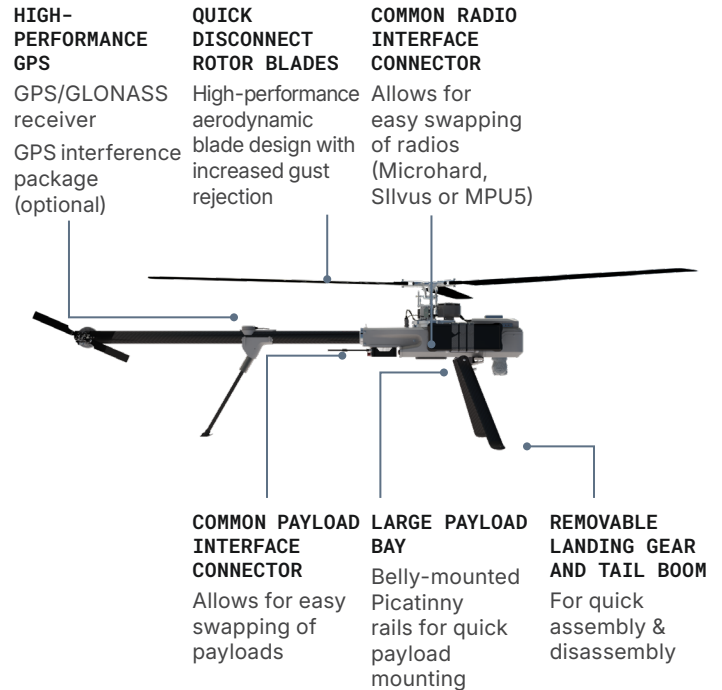 HIGH-
PERFORMANCE
GPS
GPS/GLONASS
receiver
GPS interference
package
(optional)
QUICK
DISCONNECT
ROTOR BLADES
High-performance
aerodynamic
blade design with
increased gust
rejection
COMMON RADIO
INTERFACE
CONNECTOR
Allows for
easy swapping
of radios
(Microhard,
SIlvus or MPU5)
COMMON PAYLOAD
INTERFACE
CONNECTOR
Allows for easy
swapping of
payloads
LARGE PAYLOAD
BAY
Belly-mounted
Picatinny
rails for quick
payload
mounting
REMOVABLE
LANDING GEAR
AND TAIL BOOM
For quick
assembly &
disassembly